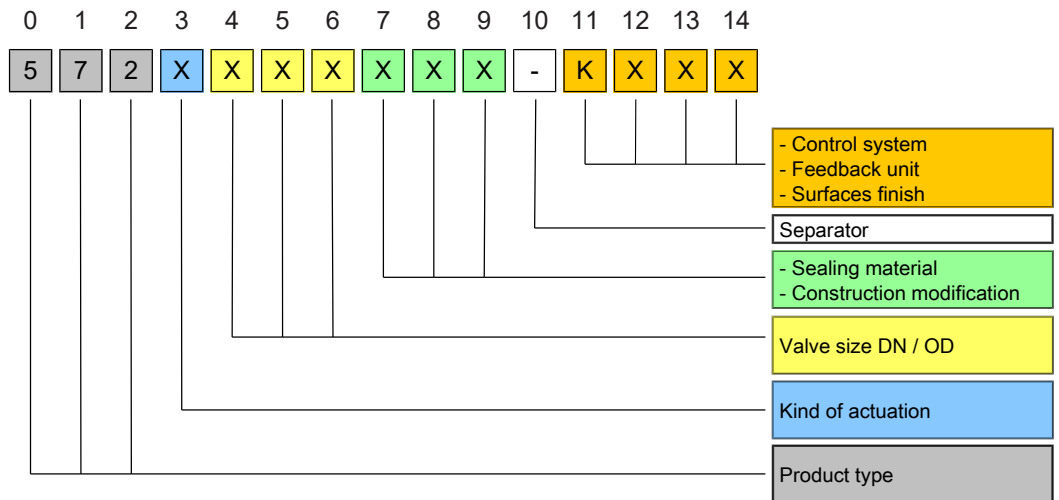 0 1 2 3 4 5 6 7 8 9 10 11 12 13 14
5 7 2 X X X X X X X - K X X X
- Control system
- Feedback unit
- Surfaces finish
Separator
- Sealing material
- Construction modification
Valve size DN / OD
Kind of actuation
Product type